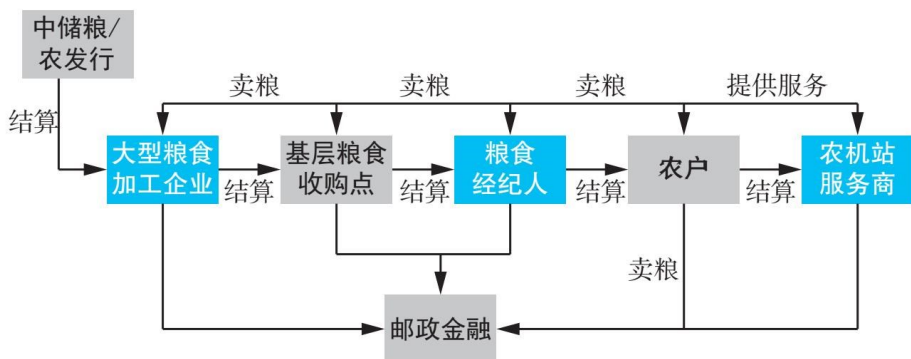 中储粮/
农发行
卖粮
卖粮
卖粮
提供服务
结算
大型粮食
加工企业
结算
基层粮食
收购点
结算
粮食
经纪人
结算
农户
结算
农机站
服务商
卖粮
邮政金融